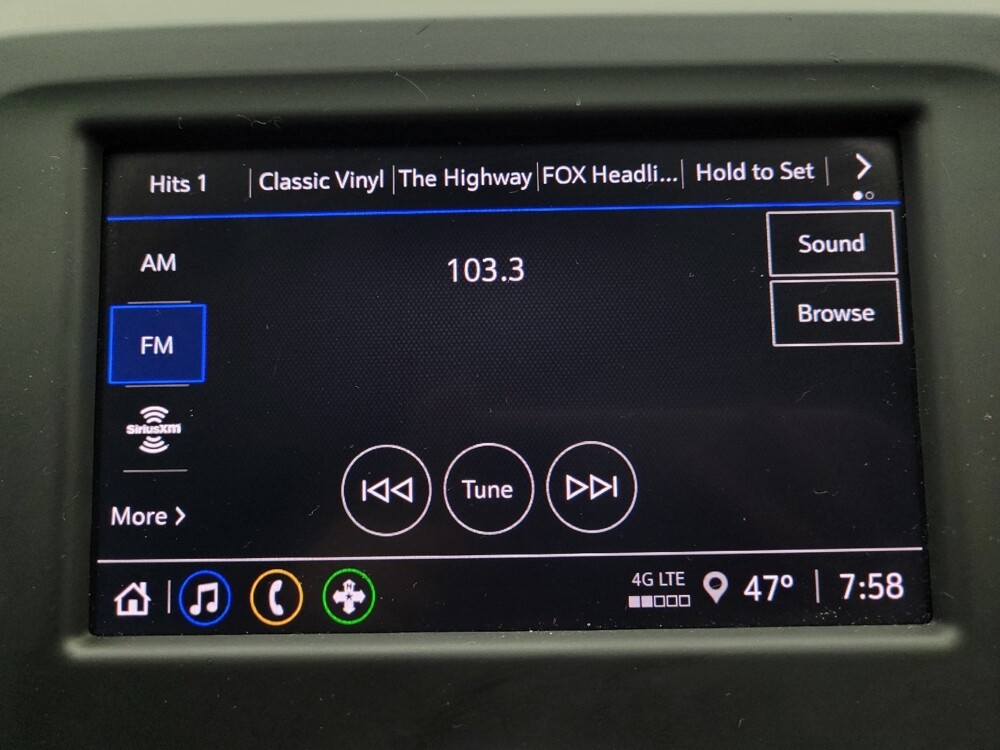 Hits 1 Classic Vinyl The Highway FOX Headli... Hold to Set
Sound
AM
103.3
Browse
FM
SiriusXM
Tune
More
4G LTE
47° 7:58